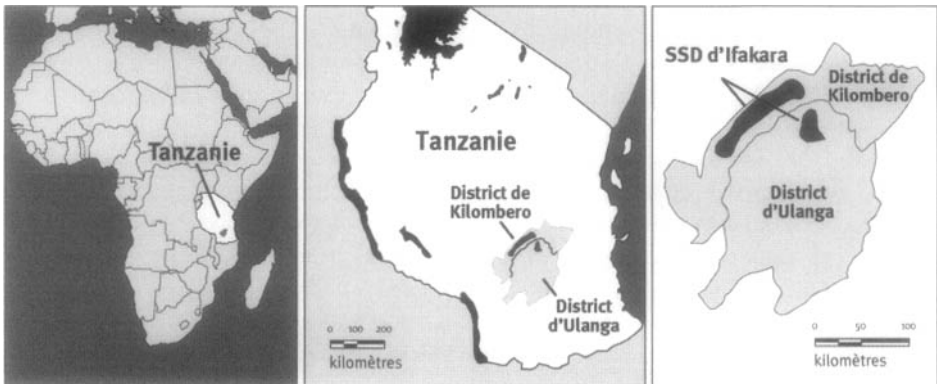 Tanzanie
Tanzanie
District de
Kilombero
District
d'Ulanga
0 100 200
kilomètres
SSD d'Ifakara
District de
Kilombero
District
d'Ulanga
0 50 100
kilomètres